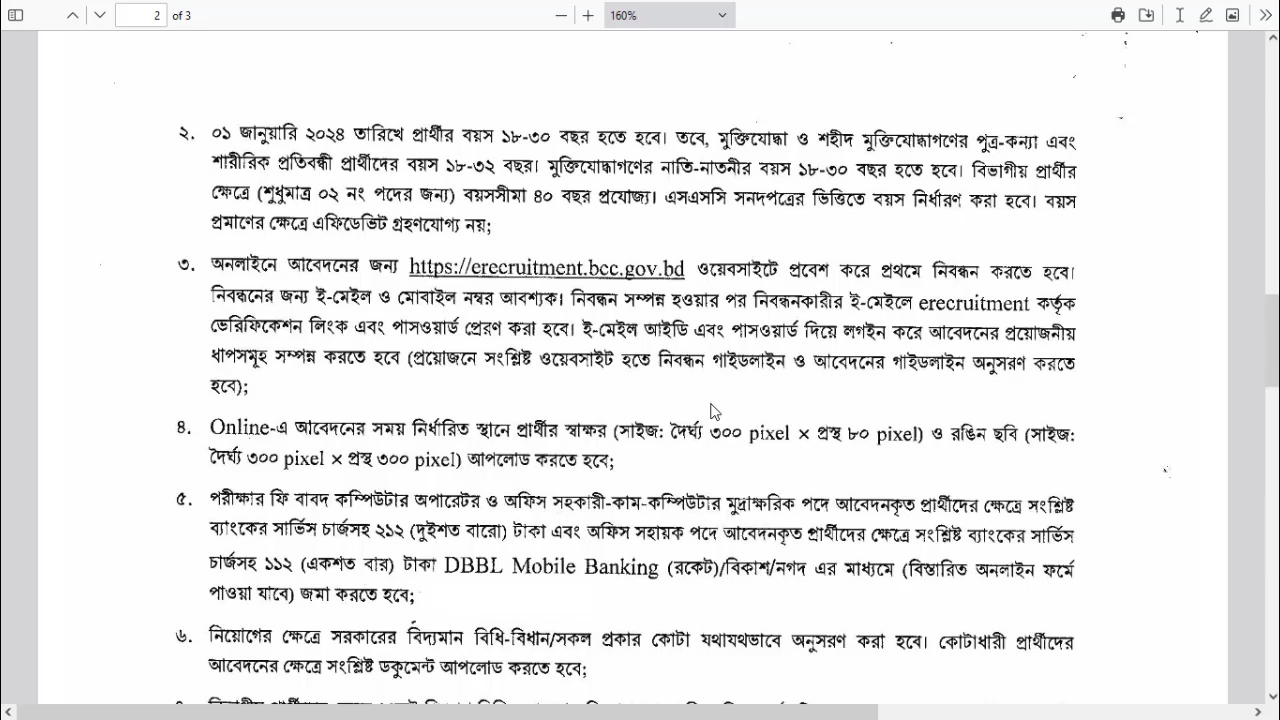 2 of 3 160%
২. ০১ জানুয়ারি ২০২৪ তারিখে প্রার্থীর বয়স ১৮-৩০ বছর হতে হবে। তবে, মুক্তিযোদ্ধা ও শহীদ মুক্তিযোদ্ধাগণের পুত্র-কন্যা এবং
শারীরিক প্রতিবন্ধী প্রার্থীদের বয়স ১৮-৩২ বছর। মুক্তিযোদ্ধাগণের নাতি-নাতনীর বয়স ১৮-৩০ বছর হতে হবে। বিভাগীয় প্রার্থীর
ক্ষেত্রে (শুধুমাত্র ০২ নং পদের জন্য) বয়সসীমা ৪০ বছর প্রযোজ্য। এসএসসি সনদপত্রের ভিত্তিতে বয়স নির্ধারণ করা হবে। বয়স
প্রমাণের ক্ষেত্রে এফিডেভিট গ্রহণযোগ্য নয়;
৩. অনলাইনে আবেদনের জন্য https://erecruitment.bcc.gov.bd ওয়েবসাইটে প্রবেশ করে প্রথমে নিবন্ধন করতে হবে।
নিবন্ধনের জন্য ই-মেইল ও মোবাইল নম্বর আবশ্যক। নিবন্ধন সম্পন্ন হওয়ার পর নিবন্ধনকারীর ই-মেইলে erecruitment কর্তৃক
ভেরিফিকেশন লিংক এবং পাসওয়ার্ড প্রেরণ করা হবে। ই-মেইল আইডি এবং পাসওয়ার্ড দিয়ে লগইন করে আবেদনের প্রয়োজনীয়
ধাপসমূহ সম্পন্ন করতে হবে (প্রয়োজনে সংশ্লিষ্ট ওয়েবসাইট হতে নিবন্ধন গাইডলাইন ও আবেদনের গাইডলাইন অনুসরণ করতে
হবে);
৪. Online-এ আবেদনের সময় নির্ধারিত স্থানে প্রার্থীর স্বাক্ষর (সাইজ: দৈর্ঘ্য ৩০০ pixel × প্রস্থ ৮০ pixel) ও রঙিন ছবি (সাইজ:
দৈর্ঘ্য ৩০০ pixel × প্রস্থ ৩০০ pixel) আপলোড করতে হবে;
৫. পরীক্ষার ফি বাবদ কম্পিউটার অপারেটর ও অফিস সহকারী-কাম-কম্পিউটার মুদ্রাক্ষরিক পদে আবেদনকৃত প্রার্থীদের ক্ষেত্রে সংশ্লিষ্ট
ব্যাংকের সার্ভিস চার্জসহ ২১২ (দুইশত বারো) টাকা এবং অফিস সহায়ক পদে আবেদনকৃত প্রার্থীদের ক্ষেত্রে সংশ্লিষ্ট ব্যাংকের সার্ভিস
চার্জসহ ১১২ (একশত বার) টাকা DBBL Mobile Banking (রকেট)/বিকাশ/নগদ এর মাধ্যমে (বিস্তারিত অনলাইন ফর্মে
পাওয়া যাবে) জমা করতে হবে;
৬. নিয়োগের ক্ষেত্রে সরকারের বিদ্যমান বিধি-বিধান/সকল প্রকার কোটা যথাযথভাবে অনুসরণ করা হবে। কোটাধারী প্রার্থীদের
আবেদনের ক্ষেত্রে সংশ্লিষ্ট ডকুমেন্ট আপলোড করতে হবে;